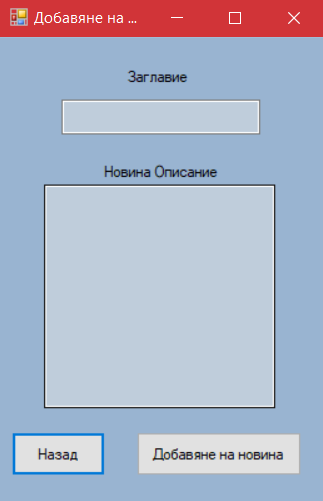 Добавяне на ...
Заглавие
Новина Описание
Назад
Добавяне на новина